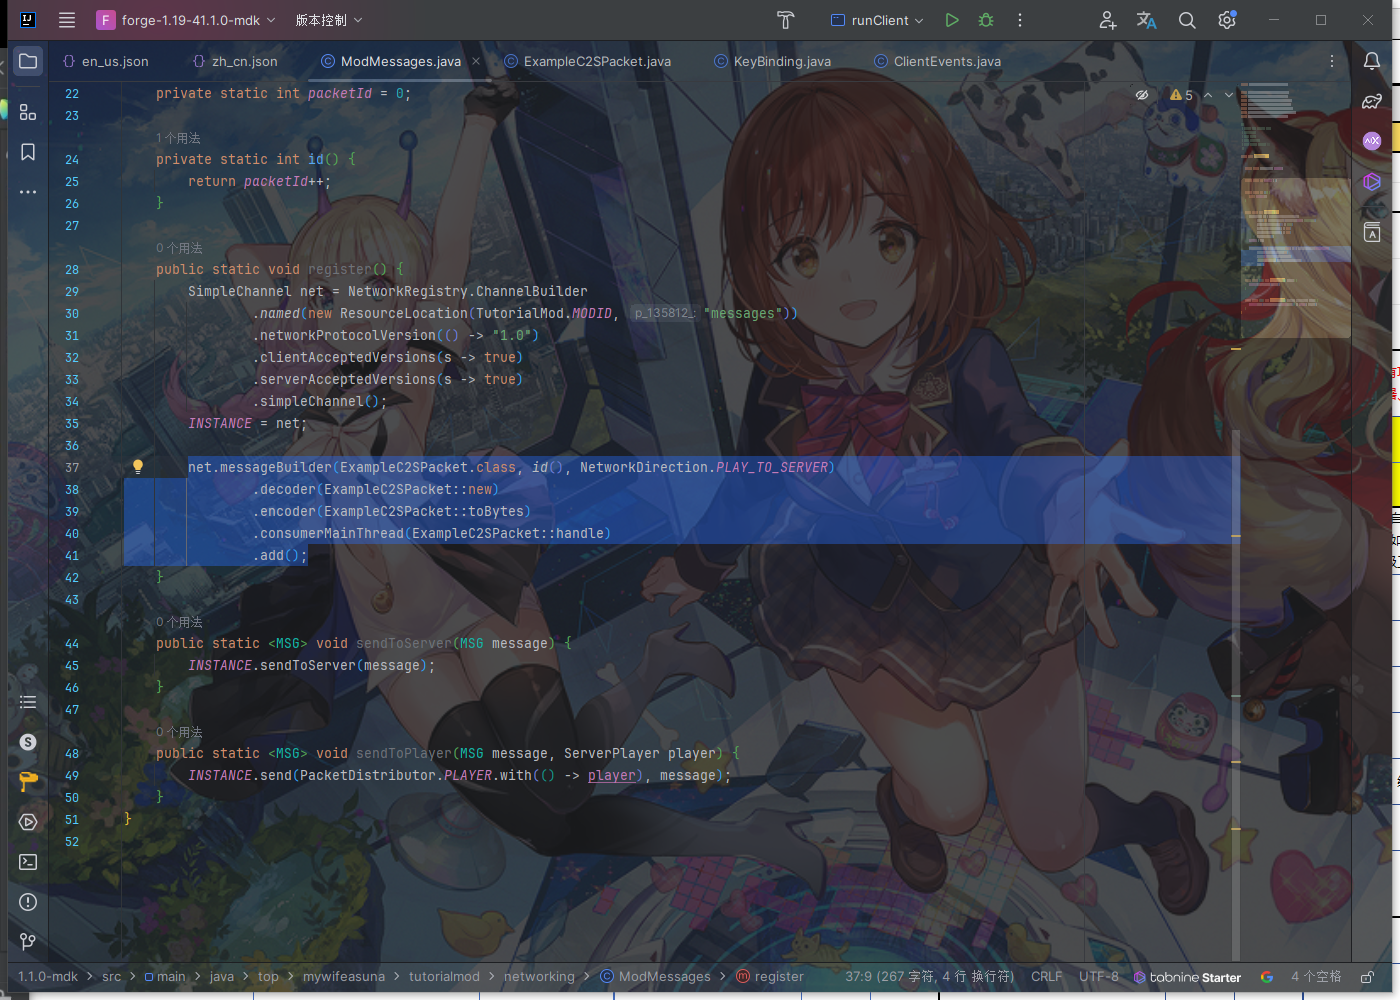 F forge-1.19-41.1.0-mdk 版本控制 runClient
en_us.json zh_cn.json ModMessages.java ExampleC2SPacket.java KeyBinding.java ClientEvents.java
22 private static int packetId = 0; 5
23
1 个用法
24 private static int id() {
25 return packetId++;
26 }
27
0 个用法
28 public static void register() {
29 SimpleChannel net = NetworkRegistry.ChannelBuilder
30 .named(new ResourceLocation(TutorialMod.MODID, p_135812_: "messages"))
31 .networkProtocolVersion(() -> "1.0")
32 .clientAcceptedVersions(s -> true)
33 .serverAcceptedVersions(s -> true)
34 .simpleChannel();
35 INSTANCE = net;
36
37 net.messageBuilder(ExampleC2SPacket.class, id(), NetworkDirection.PLAY_TO_SERVER)
38 .decoder(ExampleC2SPacket::new)
39 .encoder(ExampleC2SPacket::toBytes)
40 .consumerMainThread(ExampleC2SPacket::handle)
41 .add();
42 }
43
0 个用法
44 public static <MSG> void sendToServer(MSG message) {
45 INSTANCE.sendToServer(message);
46 }
47
0 个用法
48 public static <MSG> void sendToPlayer(MSG message, ServerPlayer player) {
49 INSTANCE.send(PacketDistributor.PLAYER.with(() -> player), message);
50 }
51 }
52
1.1.0-mdk > src > main > java > top > mywifeasuna > tutorialmod > networking > ModMessages > register 37:9 (267 字符, 4 行 换行符) CRLF UTF-8 tabnine Starter 4 个空格